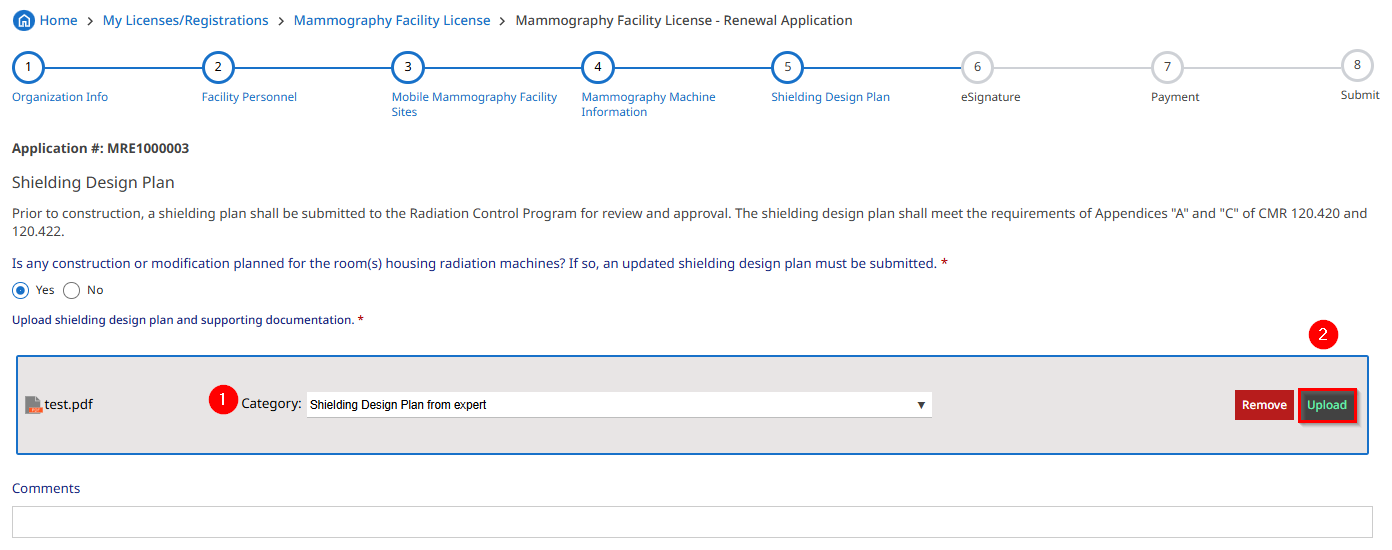 Home > My Licenses/Registrations > Mammography Facility License > Mammography Facility License - Renewal Application
1 2 3 4 5 6 7 8
Organization Info Facility Personnel Mobile Mammography Facility Sites Mammography Machine Information Shielding Design Plan eSignature Payment Submit
Application #: MRE1000003
Shielding Design Plan
Prior to construction, a shielding plan shall be submitted to the Radiation Control Program for review and approval. The shielding design plan shall meet the requirements of Appendices "A" and "C" of CMR 120.420 and
120.422.
Is any construction or modification planned for the room(s) housing radiation machines? If so, an updated shielding design plan must be submitted. *
Yes No
Upload shielding design plan and supporting documentation. *
2
test.pdf 1 Category: Shielding Design Plan from expert Remove Upload
Comments